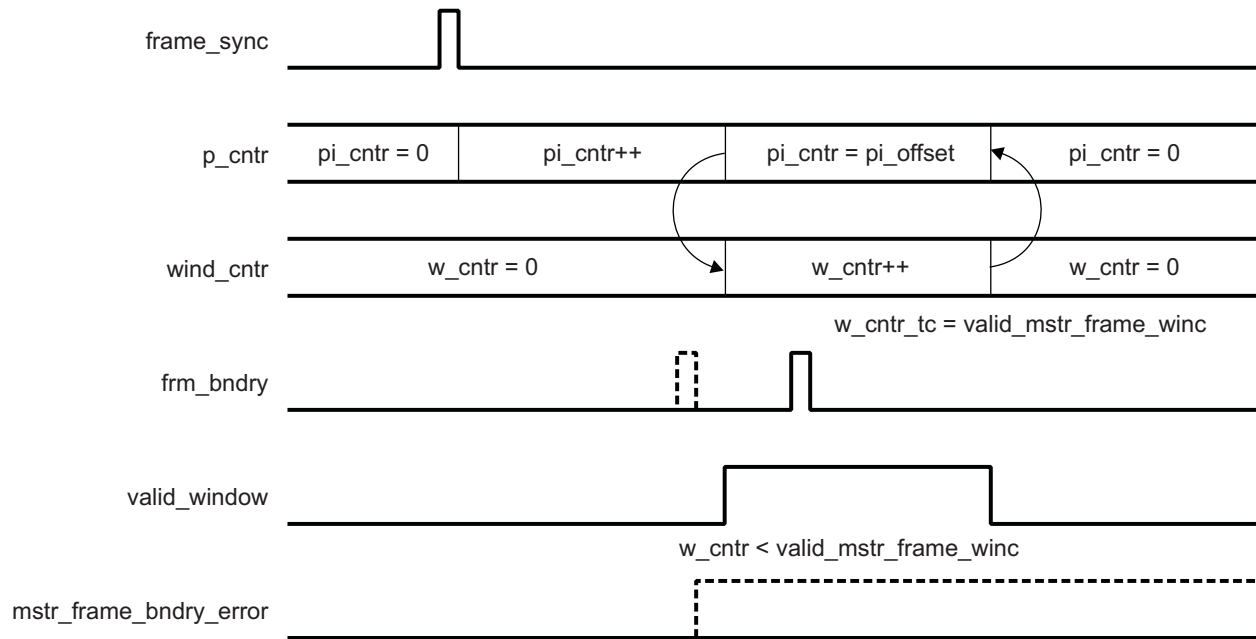 frame_sync
p_cntr
pi_cntr = 0
pi_cntr++
pi_cntr = pi_offset
pi_cntr = 0
wind_cntr
w_cntr = 0
w_cntr++
w_cntr = 0
w_cntr_tc = valid_mstr_frame_winc
frm_bndry
valid_window
w_cntr < valid_mstr_frame_winc
mstr_frame_bndry_error